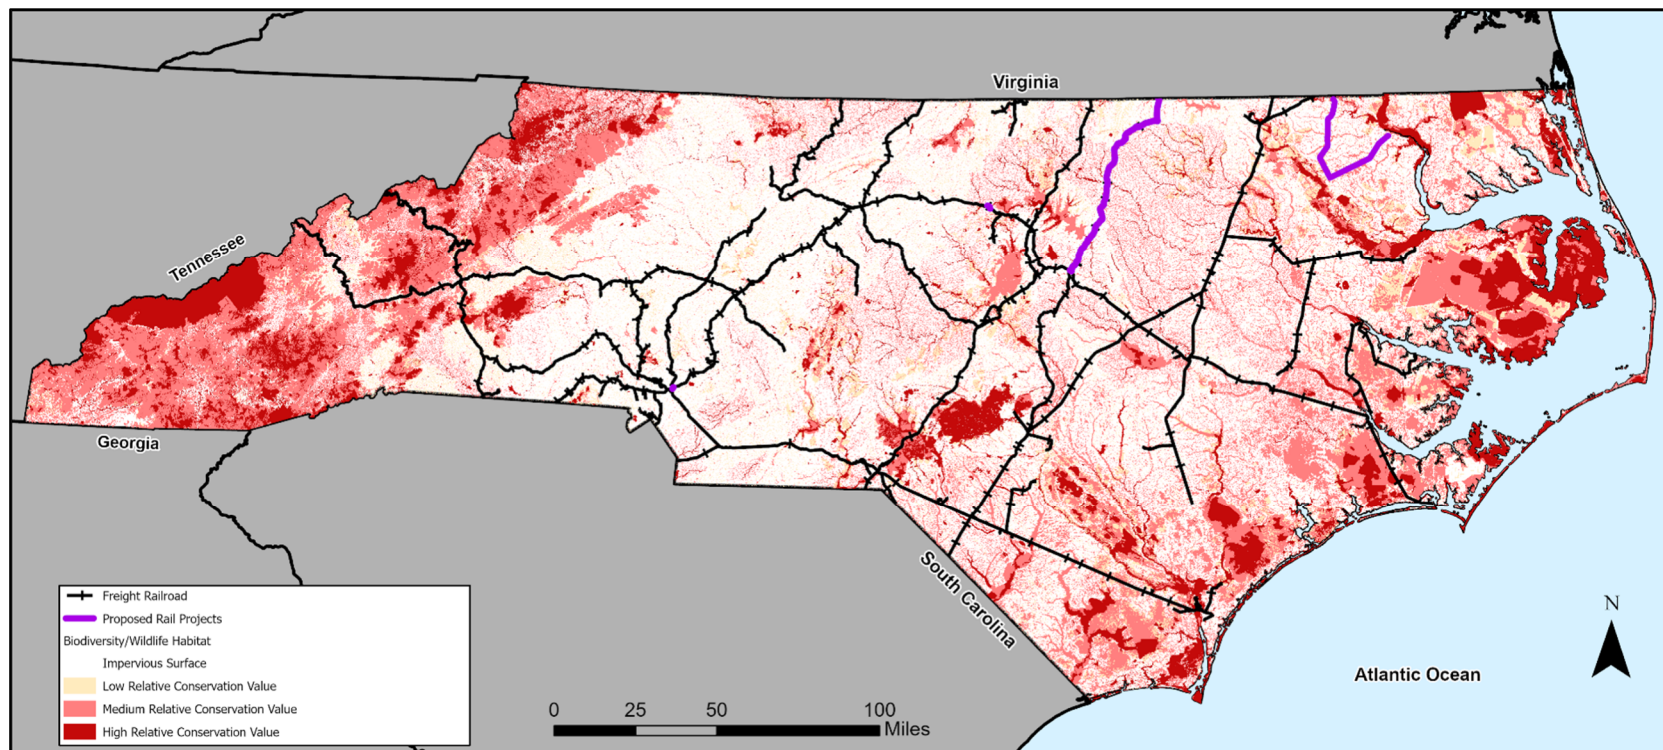 Virginia
Tennessee
Georgia
South Carolina
Freight Railroad
Proposed Rail Projects
Biodiversity/Wildlife Habitat
Impervious Surface
Low Relative Conservation Value
Medium Relative Conservation Value
High Relative Conservation Value
0 25 50 100
Miles
N
Atlantic Ocean